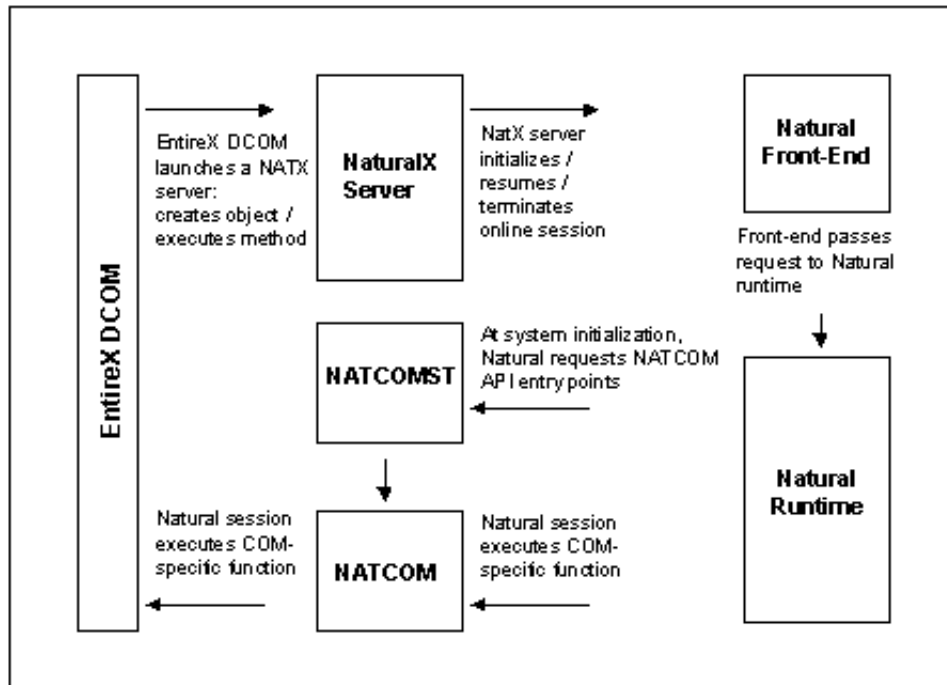 EntireX DCOM
EntireX DCOM
launches a NATX
server:
creates object /
executes method
NaturalX
Server
NatX server
initializes /
resumes /
terminates
online session
Natural
Front-End
Front-end passes
request to Natural
runtime
NATCOMST
At system initialization,
Natural requests NATCOM
API entry points
Natural
Runtime
Natural session
executes COM-
specific function
NATCOM
Natural session
executes COM-
specific function